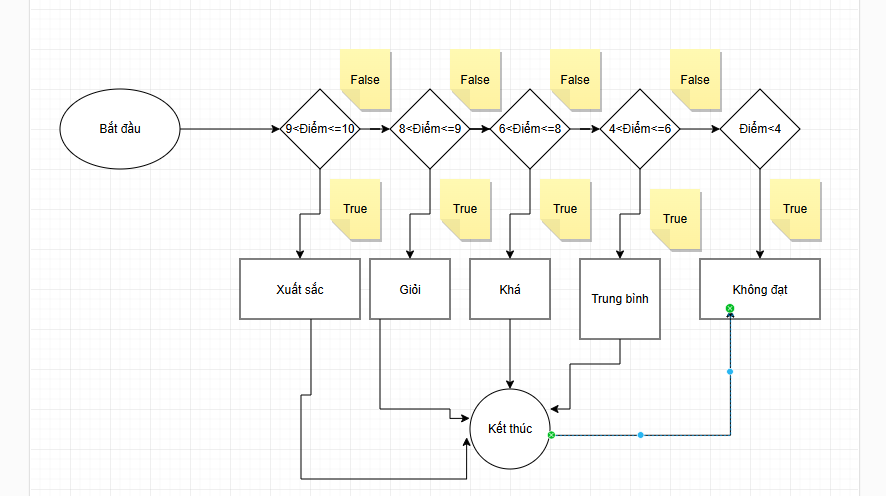 False
False
False
False
Bắt đầu
9<Điểm<=10
8<Điểm<=9
6<Điểm<=8
4<Điểm<=6
Điểm<4
True
True
True
True
True
Xuất sắc
Giỏi
Khá
Trung bình
Không đạt
Kết thúc